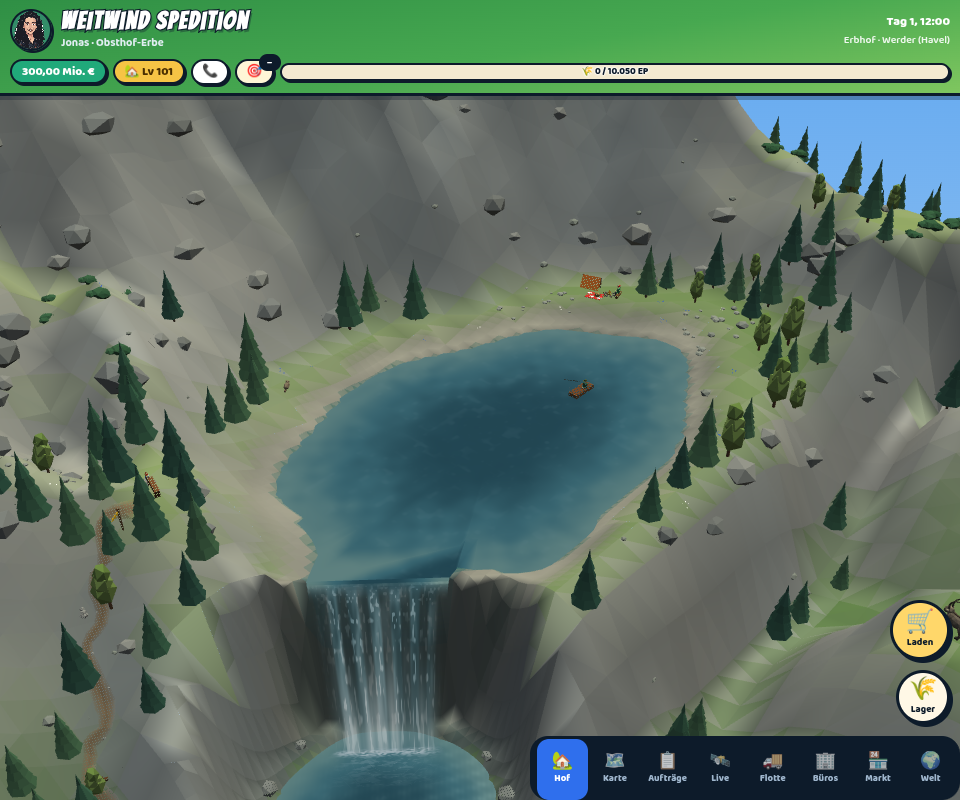 WEITWIND SPEDITION
Jonas · Obsthof-Erbe
Tag 1, 12:00
Erbhof · Werder (Havel)
300,00 Mio. €
Lv 101
–
0 / 10.050 EP
Laden
Lager
Hof
Karte
Aufträge
Live
Flotte
Büros
24
Markt
Welt